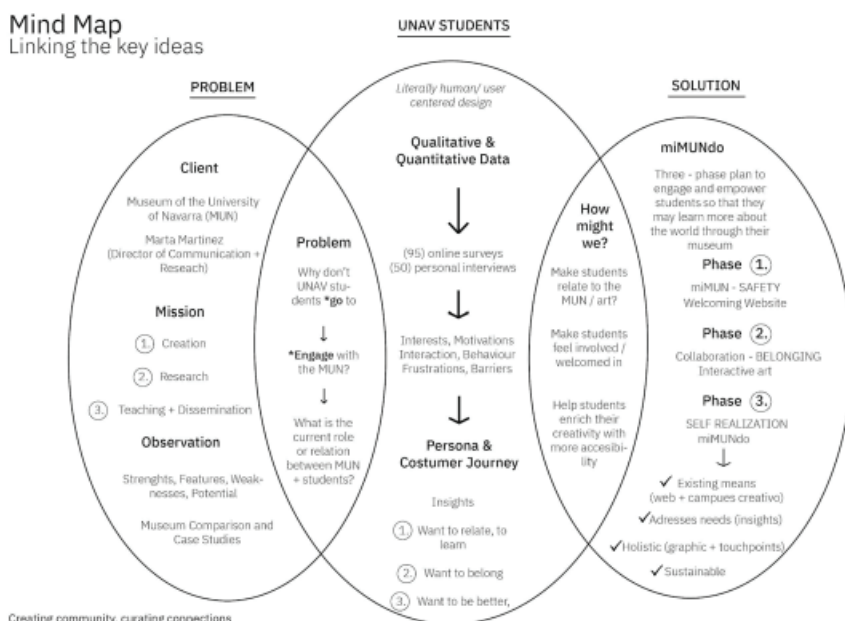 Mind Map
Linking the key ideas
PROBLEM
Client
Museum of the University
of Navarra (MUN)
Marta Martinez
(Director of Communication +
Reseach)
Mission
1. Creation
2. Research
3. Teaching + Dissemination
Observation
Strenghts, Features, Weak-
nesses, Potential
Museum Comparison and
Case Studies
Problem
Why don't
UNAV stu-
dents *go to
*Engage with
the MUN?
What is the
current role
or relation
between MUN
+ students?
UNAV STUDENTS
Literally human/ user
centered design
Qualitative &
Quantitative Data
(95) online surveys
(50) personal interviews
Interests, Motivations
Interaction, Behaviour
Frustrations, Barriers
Persona &
Costumer Journey
Insights
1. Want to relate, to
learn
2. Want to belong
3. Want to be better,
How
might
we?
Make students
relate to the
MUN / art?
Make students
feel involved /
welcomed in
Help students
enrich their
creativity with
more accesibi-
lity
SOLUTION
miMUNdo
Three - phase plan to
engage and empower
students so that they
may learn more about
the world through their
museum
Phase 1.
miMUN - SAFETY
Welcoming Website
Phase 2.
Collaboration - BELONGING
Interactive art
Phase 3.
SELF REALIZATION
miMUNdo
✓ Existing means
(web + campues creativo)
✓ Adresses needs (insights)
✓ Holistic (graphic + touchpoints)
✓ Sustainable
Creating community, curating connections